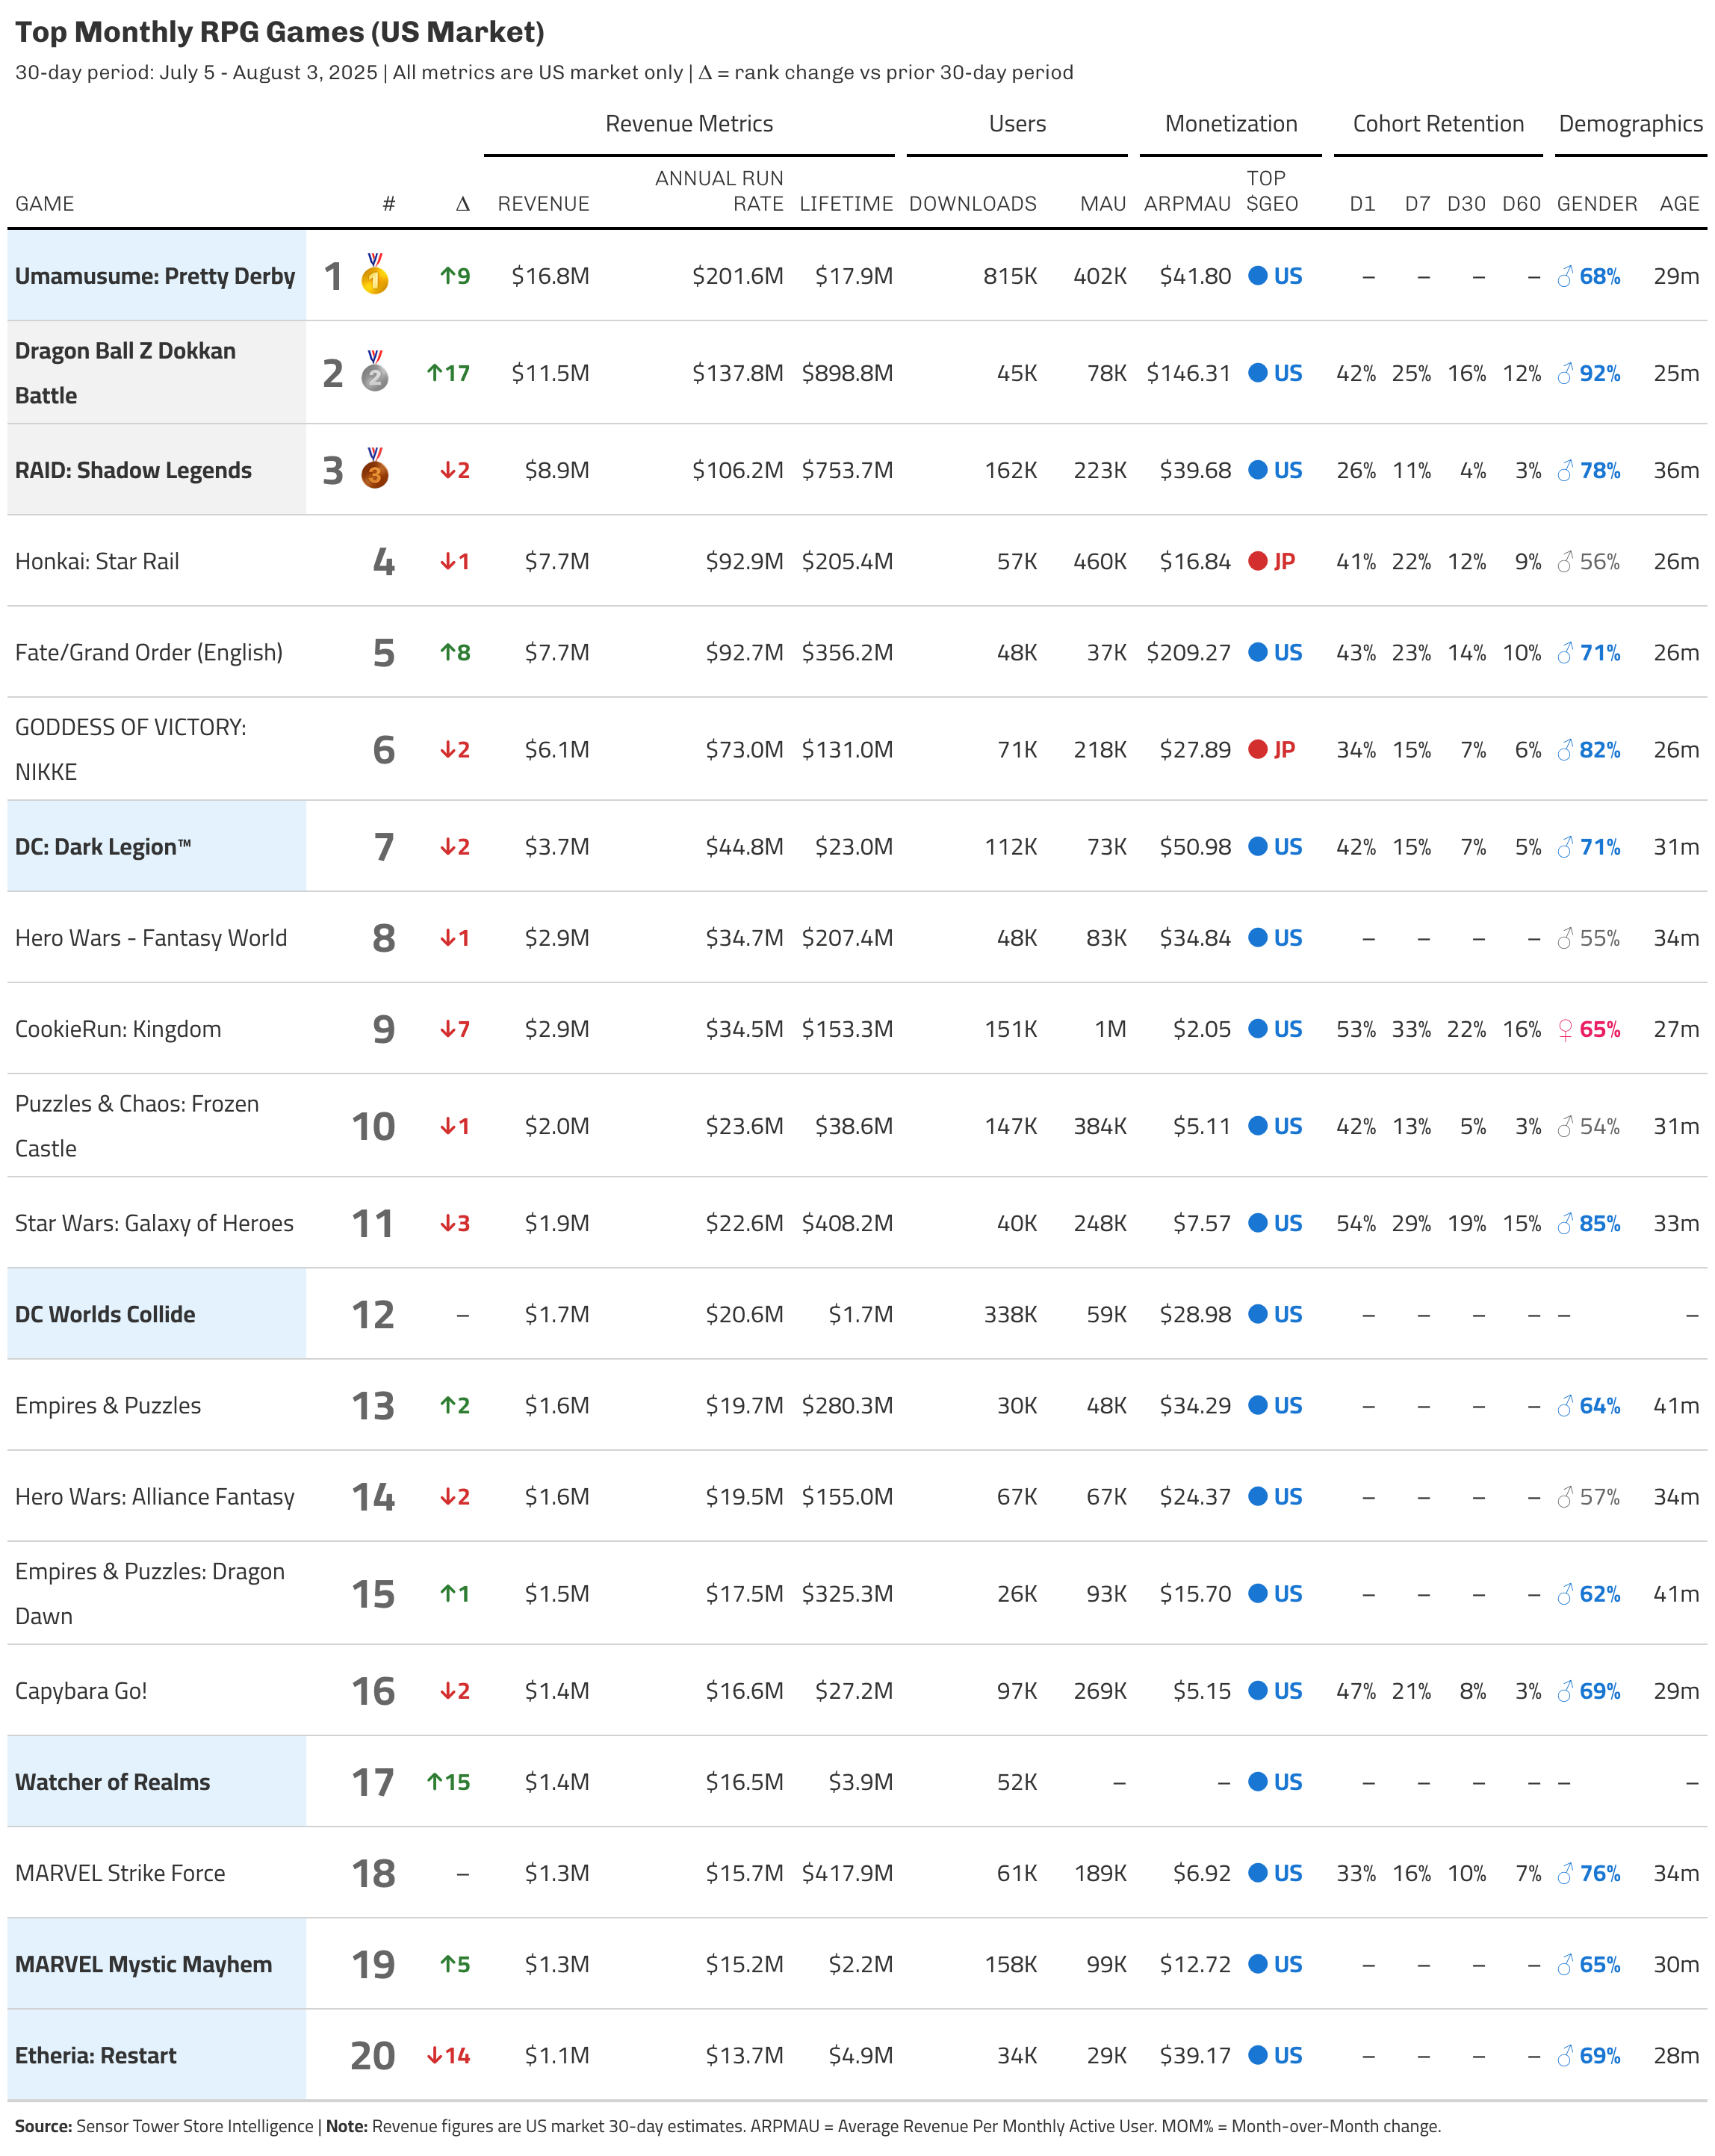 Top Monthly RPG Games (US Market)
30-day period: July 5 - August 3, 2025 | All metrics are US market only | Δ = rank change vs prior 30-day period
Revenue Metrics Users Monetization Cohort Retention Demographics
GAME # Δ REVENUE ANNUAL RUN RATE LIFETIME DOWNLOADS MAU ARPMAU TOP $GEO D1 D7 D30 D60 GENDER AGE
Umamusume: Pretty Derby 1 🥇 ↑9 $16.8M $201.6M $17.9M 815K 402K $41.80 ● US – – – – ♂ 68% 29m
Dragon Ball Z Dokkan
Battle 2 🥈 ↑17 $11.5M $137.8M $898.8M 45K 78K $146.31 ● US 42% 25% 16% 12% ♂ 92% 25m
RAID: Shadow Legends 3 🥉 ↓2 $8.9M $106.2M $753.7M 162K 223K $39.68 ● US 26% 11% 4% 3% ♂ 78% 36m
Honkai: Star Rail 4 ↓1 $7.7M $92.9M $205.4M 57K 460K $16.84 ● JP 41% 22% 12% 9% ♂ 56% 26m
Fate/Grand Order (English) 5 ↑8 $7.7M $92.7M $356.2M 48K 37K $209.27 ● US 43% 23% 14% 10% ♂ 71% 26m
GODDESS OF VICTORY:
NIKKE 6 ↓2 $6.1M $73.0M $131.0M 71K 218K $27.89 ● JP 34% 15% 7% 6% ♂ 82% 26m
DC: Dark Legion™ 7 ↓2 $3.7M $44.8M $23.0M 112K 73K $50.98 ● US 42% 15% 7% 5% ♂ 71% 31m
Hero Wars - Fantasy World 8 ↓1 $2.9M $34.7M $207.4M 48K 83K $34.84 ● US – – – – ♂ 55% 34m
CookieRun: Kingdom 9 ↓7 $2.9M $34.5M $153.3M 151K 1M $2.05 ● US 53% 33% 22% 16% ♀ 65% 27m
Puzzles & Chaos: Frozen
Castle 10 ↓1 $2.0M $23.6M $38.6M 147K 384K $5.11 ● US 42% 13% 5% 3% ♂ 54% 31m
Star Wars: Galaxy of Heroes 11 ↓3 $1.9M $22.6M $408.2M 40K 248K $7.57 ● US 54% 29% 19% 15% ♂ 85% 33m
DC Worlds Collide 12 – $1.7M $20.6M $1.7M 338K 59K $28.98 ● US – – – – – –
Empires & Puzzles 13 ↑2 $1.6M $19.7M $280.3M 30K 48K $34.29 ● US – – – – ♂ 64% 41m
Hero Wars: Alliance Fantasy 14 ↓2 $1.6M $19.5M $155.0M 67K 67K $24.37 ● US – – – – ♂ 57% 34m
Empires & Puzzles: Dragon
Dawn 15 ↑1 $1.5M $17.5M $325.3M 26K 93K $15.70 ● US – – – – ♂ 62% 41m
Capybara Go! 16 ↓2 $1.4M $16.6M $27.2M 97K 269K $5.15 ● US 47% 21% 8% 3% ♂ 69% 29m
Watcher of Realms 17 ↑15 $1.4M $16.5M $3.9M 52K – – ● US – – – – – –
MARVEL Strike Force 18 – $1.3M $15.7M $417.9M 61K 189K $6.92 ● US 33% 16% 10% 7% ♂ 76% 34m
MARVEL Mystic Mayhem 19 ↑5 $1.3M $15.2M $2.2M 158K 99K $12.72 ● US – – – – ♂ 65% 30m
Etheria: Restart 20 ↓14 $1.1M $13.7M $4.9M 34K 29K $39.17 ● US – – – – ♂ 69% 28m
Source: Sensor Tower Store Intelligence | Note: Revenue figures are US market 30-day estimates. ARPMAU = Average Revenue Per Monthly Active User. MOM% = Month-over-Month change.